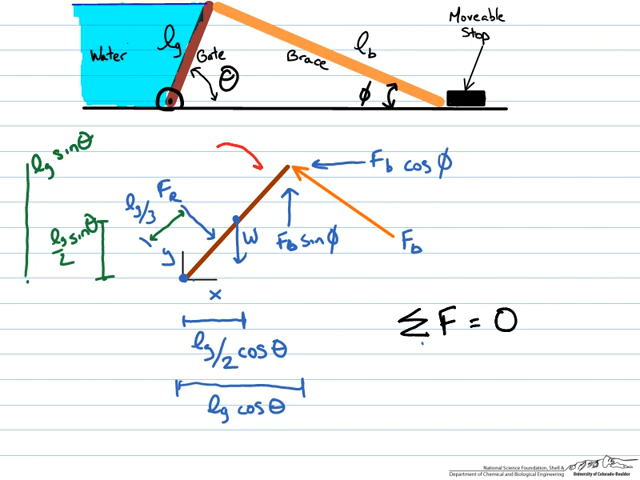 Moveable
Stop
Water
lg
Gate
θ
Brace
lb
ϕ
lg sinθ
lg sinθ
2
lg/3
FR
W
y
x
Fb cos ϕ
Fb sin ϕ
Fb
Σ F = 0
lg/2 cosθ
lg cosθ
National Science Foundation, Shell &
Department of Chemical and Biological Engineering
University of Colorado-Boulder